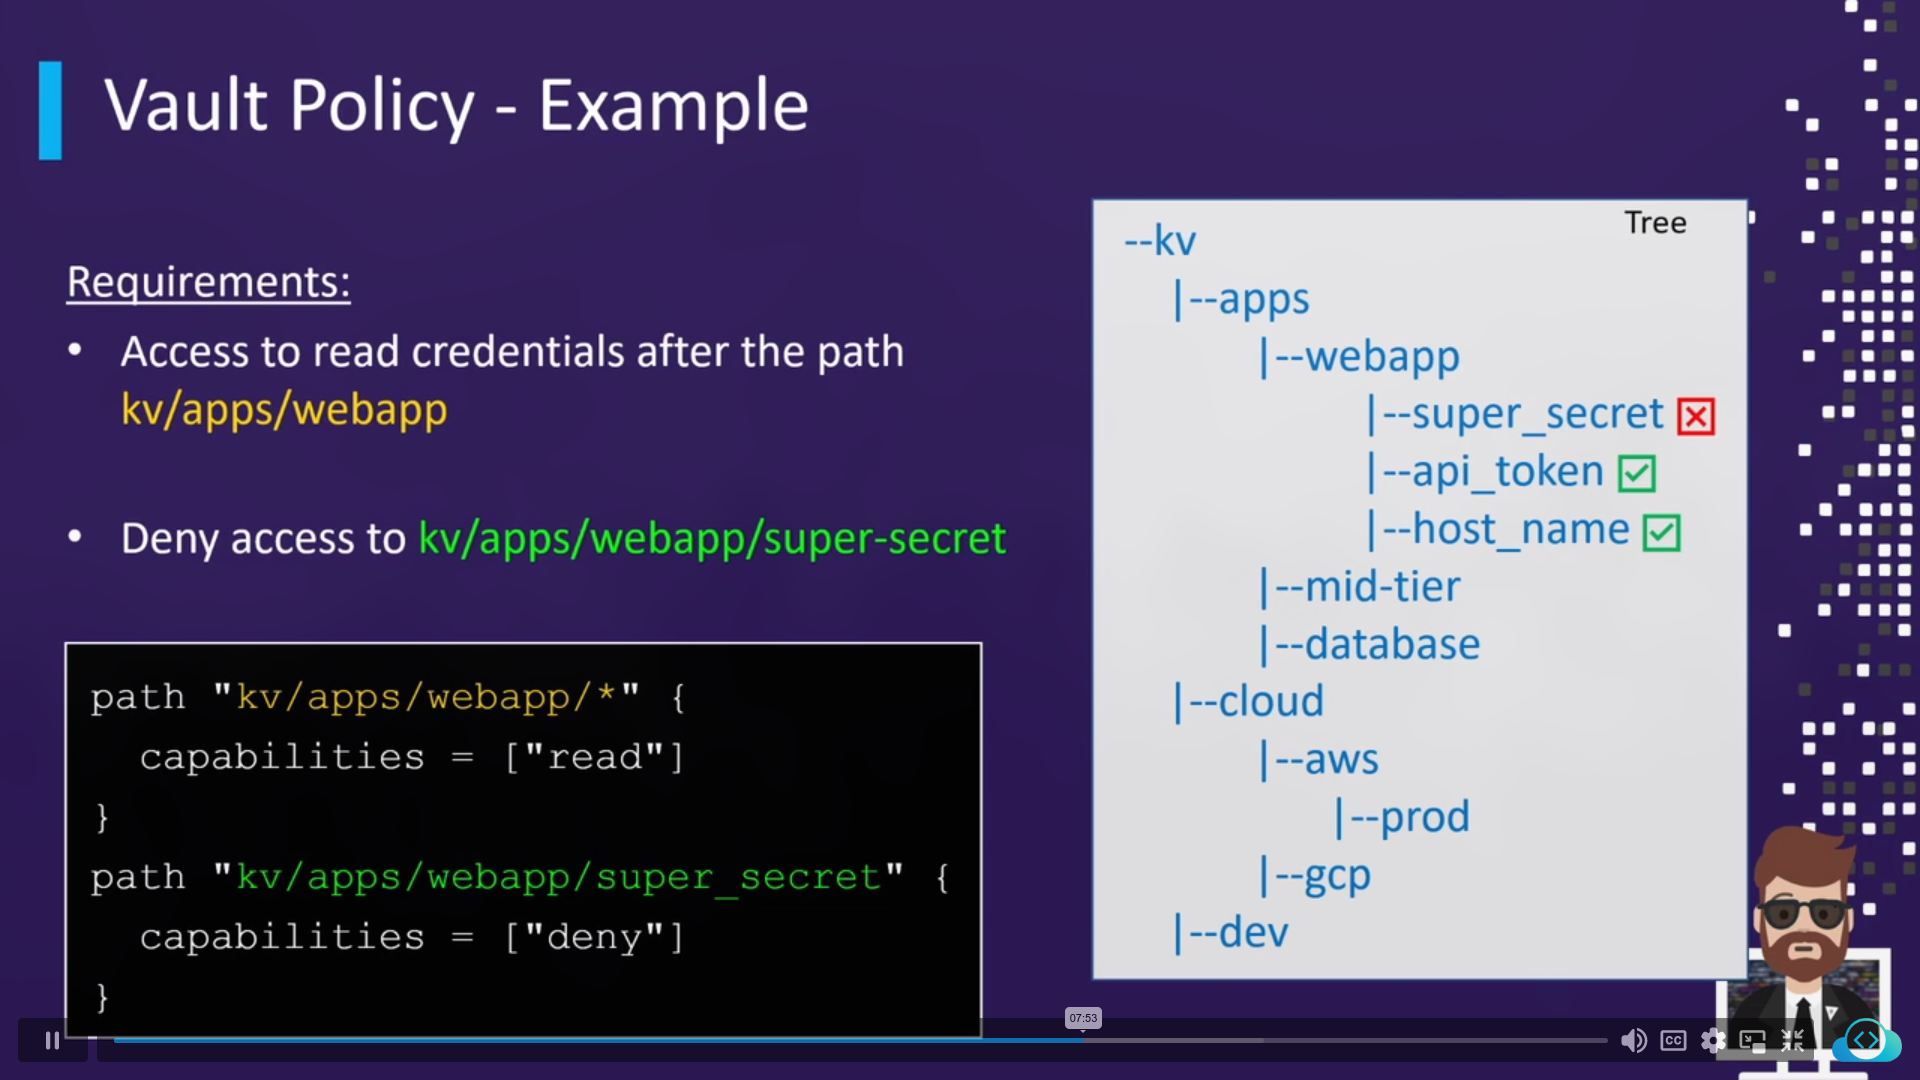 Vault Policy - Example
Requirements:
• Access to read credentials after the path
kv/apps/webapp
• Deny access to kv/apps/webapp/super-secret
path "kv/apps/webapp/*" {
  capabilities = ["read"]
}
path "kv/apps/webapp/super_secret" {
  capabilities = ["deny"]
}
Tree
--kv
|--apps
|--webapp
|--super_secret
|--api_token
|--host_name
|--mid-tier
|--database
|--cloud
|--aws
|--prod
|--gcp
|--dev
07:53
CC